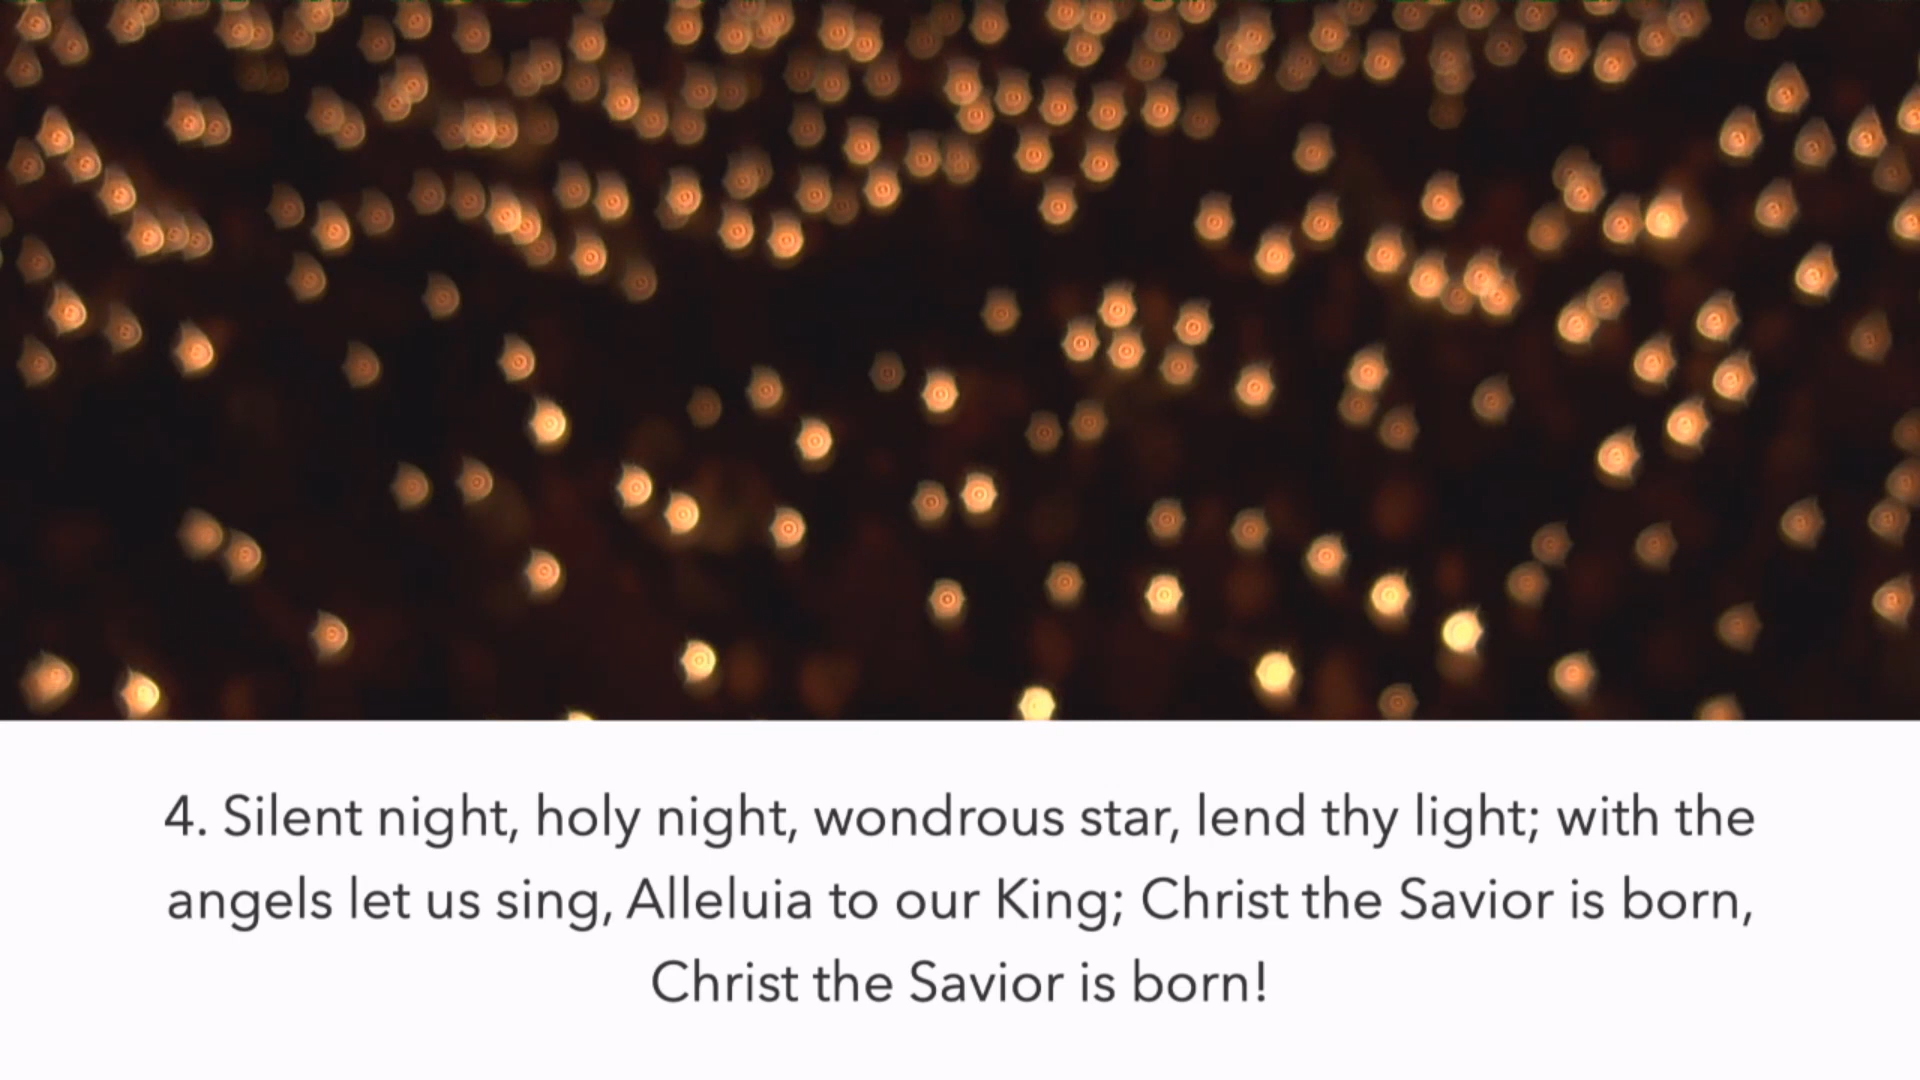 4. Silent night, holy night, wondrous star, lend thy light; with the
angels let us sing, Alleluia to our King; Christ the Savior is born,
Christ the Savior is born!